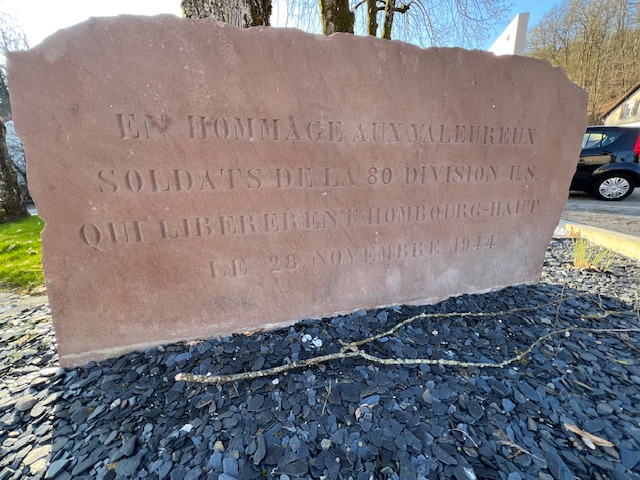 EN HOMMAGE AUX VALEUREUX
SOLDATS DE LA 80e DIVISION U.S.
QUI LIBERERENT HOMBOURG-HAUT
LE 28 NOVEMBRE 1944